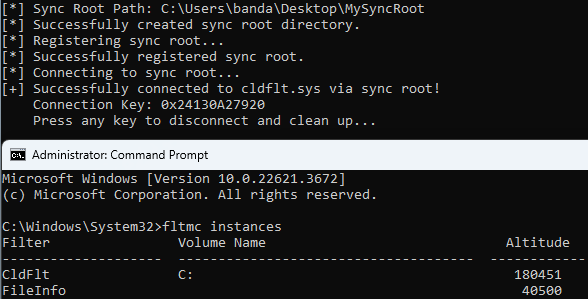 [*] Sync Root Path: C:\Users\banda\Desktop\MySyncRoot
[*] Successfully created sync root directory.
[*] Registering sync root...
[*] Successfully registered sync root.
[*] Connecting to sync root...
[+] Successfully connected to cldflt.sys via sync root!
    Connection Key: 0x24130A27920
    Press any key to disconnect and clean up...
Administrator: Command Prompt
Microsoft Windows [Version 10.0.22621.3672]
(c) Microsoft Corporation. All rights reserved.
C:\Windows\System32>fltmc instances
Filter                Volume Name                              Altitude
--------------------  -------------------------------------  ------------
CldFlt                C:                                        180451
FileInfo                                                         40500